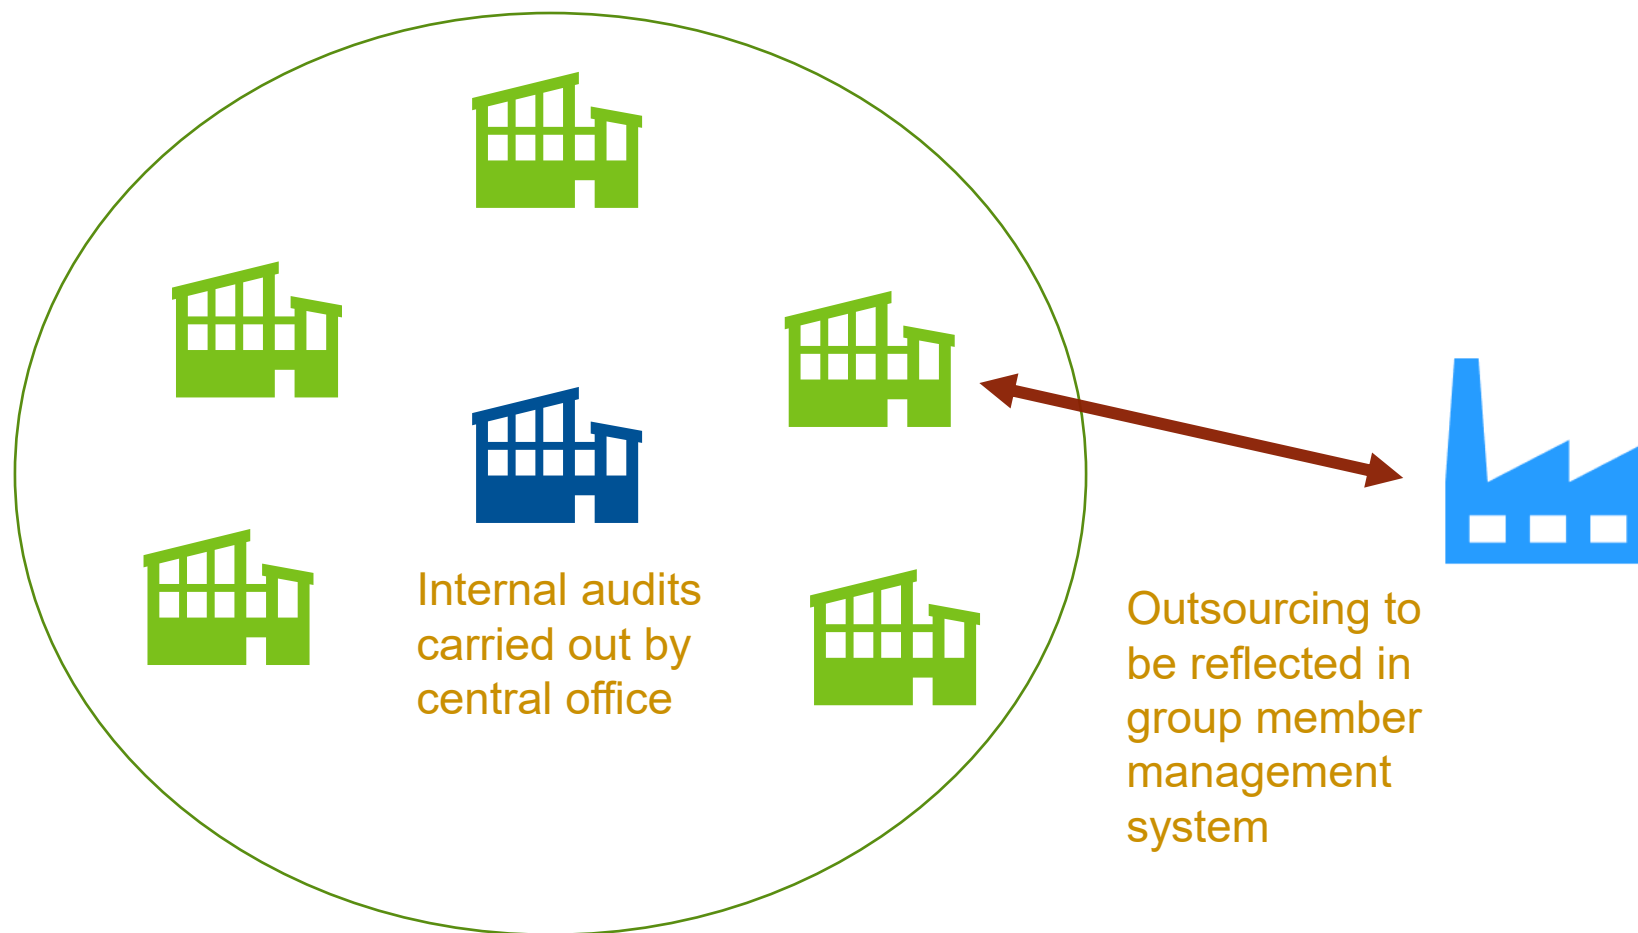 Internal audits
carried out by
central office
Outsourcing to
be reflected in
group member
management
system